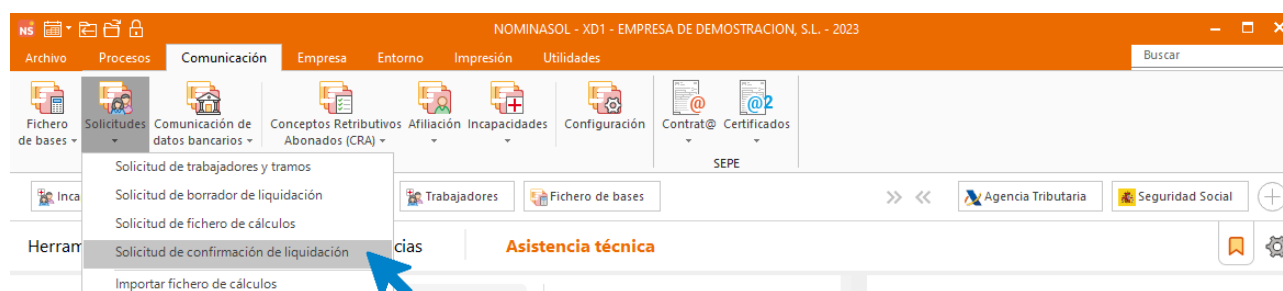 NS
NOMINASOL - XD1 - EMPRESA DE DEMOSTRACION, S.L. - 2023
Archivo Procesos Comunicación Empresa Entorno Impresión Utilidades Buscar
Fichero de bases
Solicitudes
Comunicación de datos bancarios
Conceptos Retributivos Abonados (CRA)
Afiliación
Incapacidades
Configuración
Contrat@
@2
Certificados
SEPE
Solicitud de trabajadores y tramos
Solicitud de borrador de liquidación
Solicitud de fichero de cálculos
Solicitud de confirmación de liquidación
Importar fichero de cálculos
Inca
Trabajadores
Fichero de bases
Agencia Tributaria
Seguridad Social
Herram
cias
Asistencia técnica